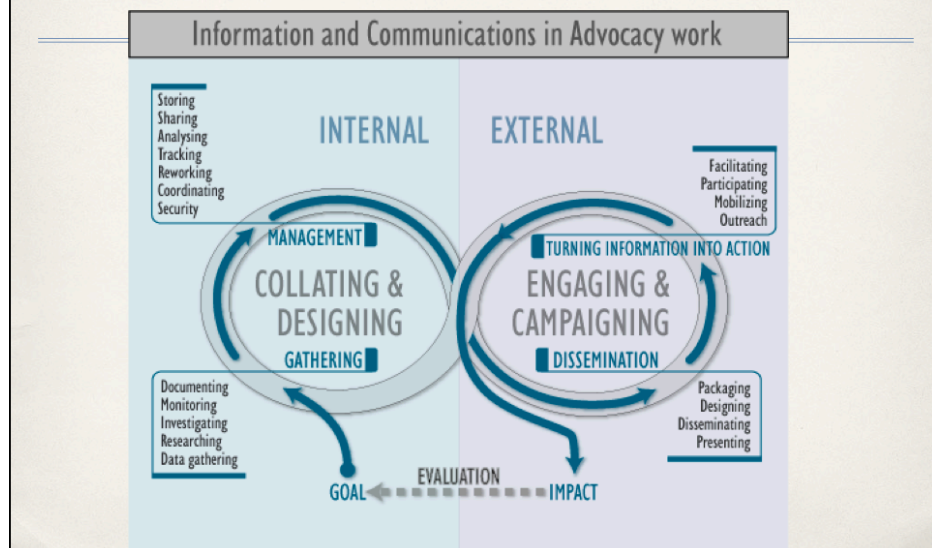 Information and Communications in Advocacy work
INTERNAL
EXTERNAL
Storing
Sharing
Analysing
Tracking
Reworking
Coordinating
Security
MANAGEMENT
COLLATING &
DESIGNING
GATHERING
Documenting
Monitoring
Investigating
Researching
Data gathering
Facilitating
Participating
Mobilizing
Outreach
TURNING INFORMATION INTO ACTION
ENGAGING &
CAMPAIGNING
DISSEMINATION
Packaging
Designing
Disseminating
Presenting
GOAL
EVALUATION
IMPACT